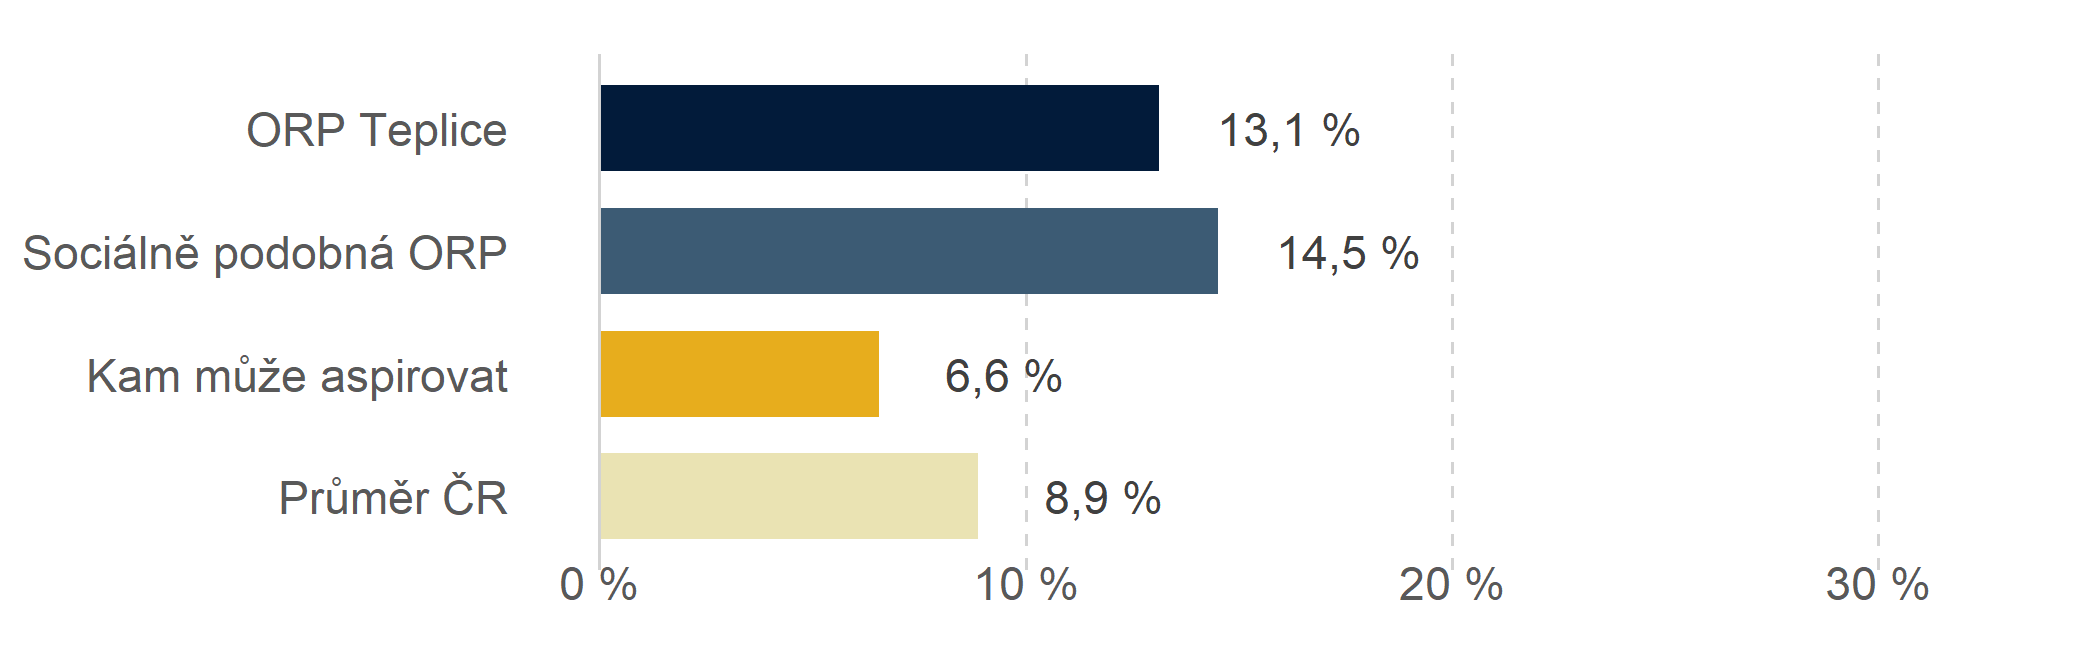 ORP Teplice 13,1 %
Sociálně podobná ORP 14,5 %
Kam může aspirovat 6,6 %
Průměr ČR 8,9 %
0 % 10 % 20 % 30 %